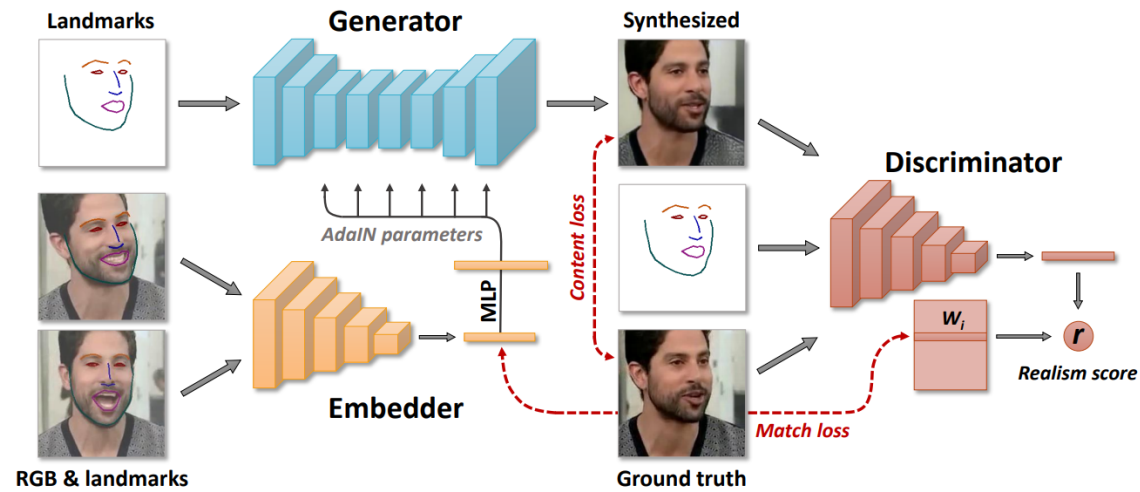 Landmarks
Generator
Synthesized
Discriminator
AdaIN parameters
MLP
Content loss
Embedder
W_i
r
Realism score
Match loss
RGB & landmarks
Ground truth